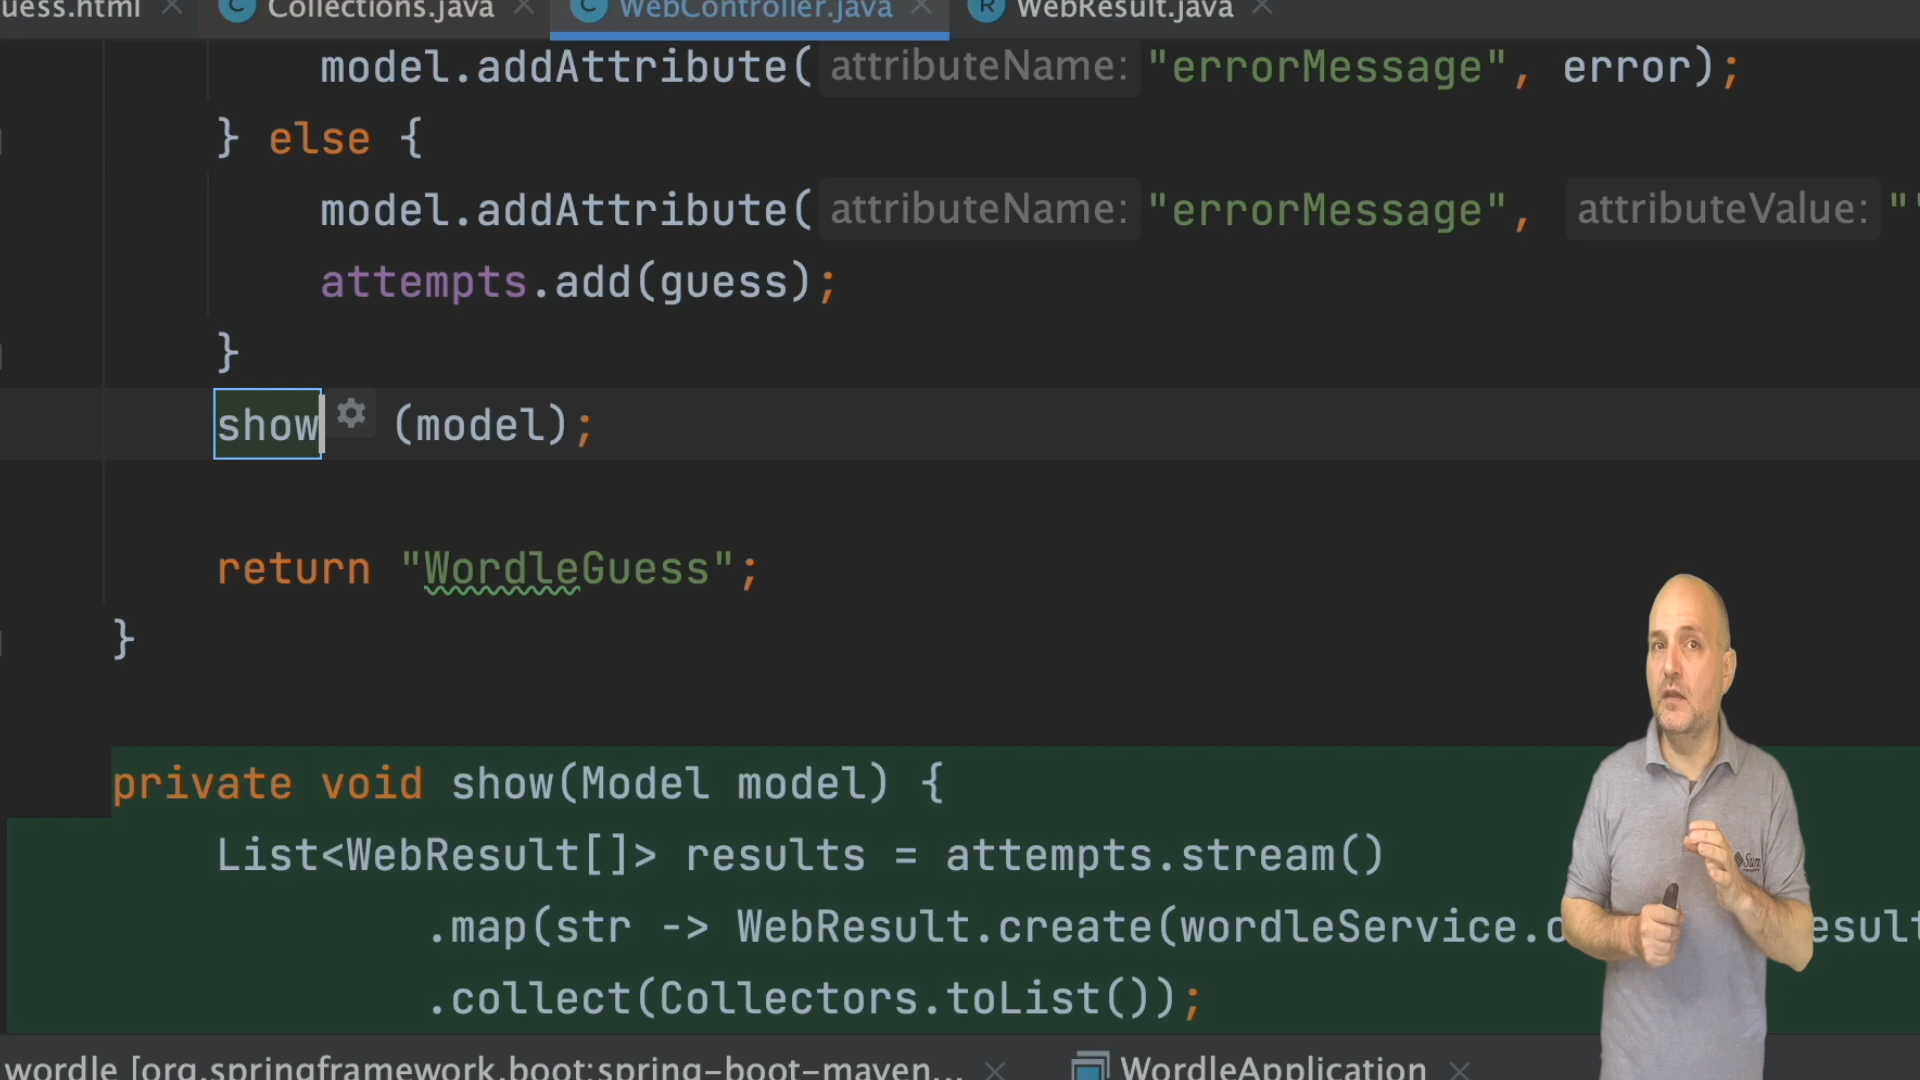 uess.html Collections.java WebController.java WebResult.java
model.addAttribute( attributeName: "errorMessage", error);
} else {
model.addAttribute( attributeName: "errorMessage", attributeValue: "
attempts.add(guess);
}
show (model);
return "WordleGuess";
}
private void show(Model model) {
List<WebResult[]> results = attempts.stream()
.map(str -> WebResult.create(wordleService. esult
.collect(Collectors.toList());
Sun
wordle [org.springframework.boot:spring-boot-maven... WordleApplication